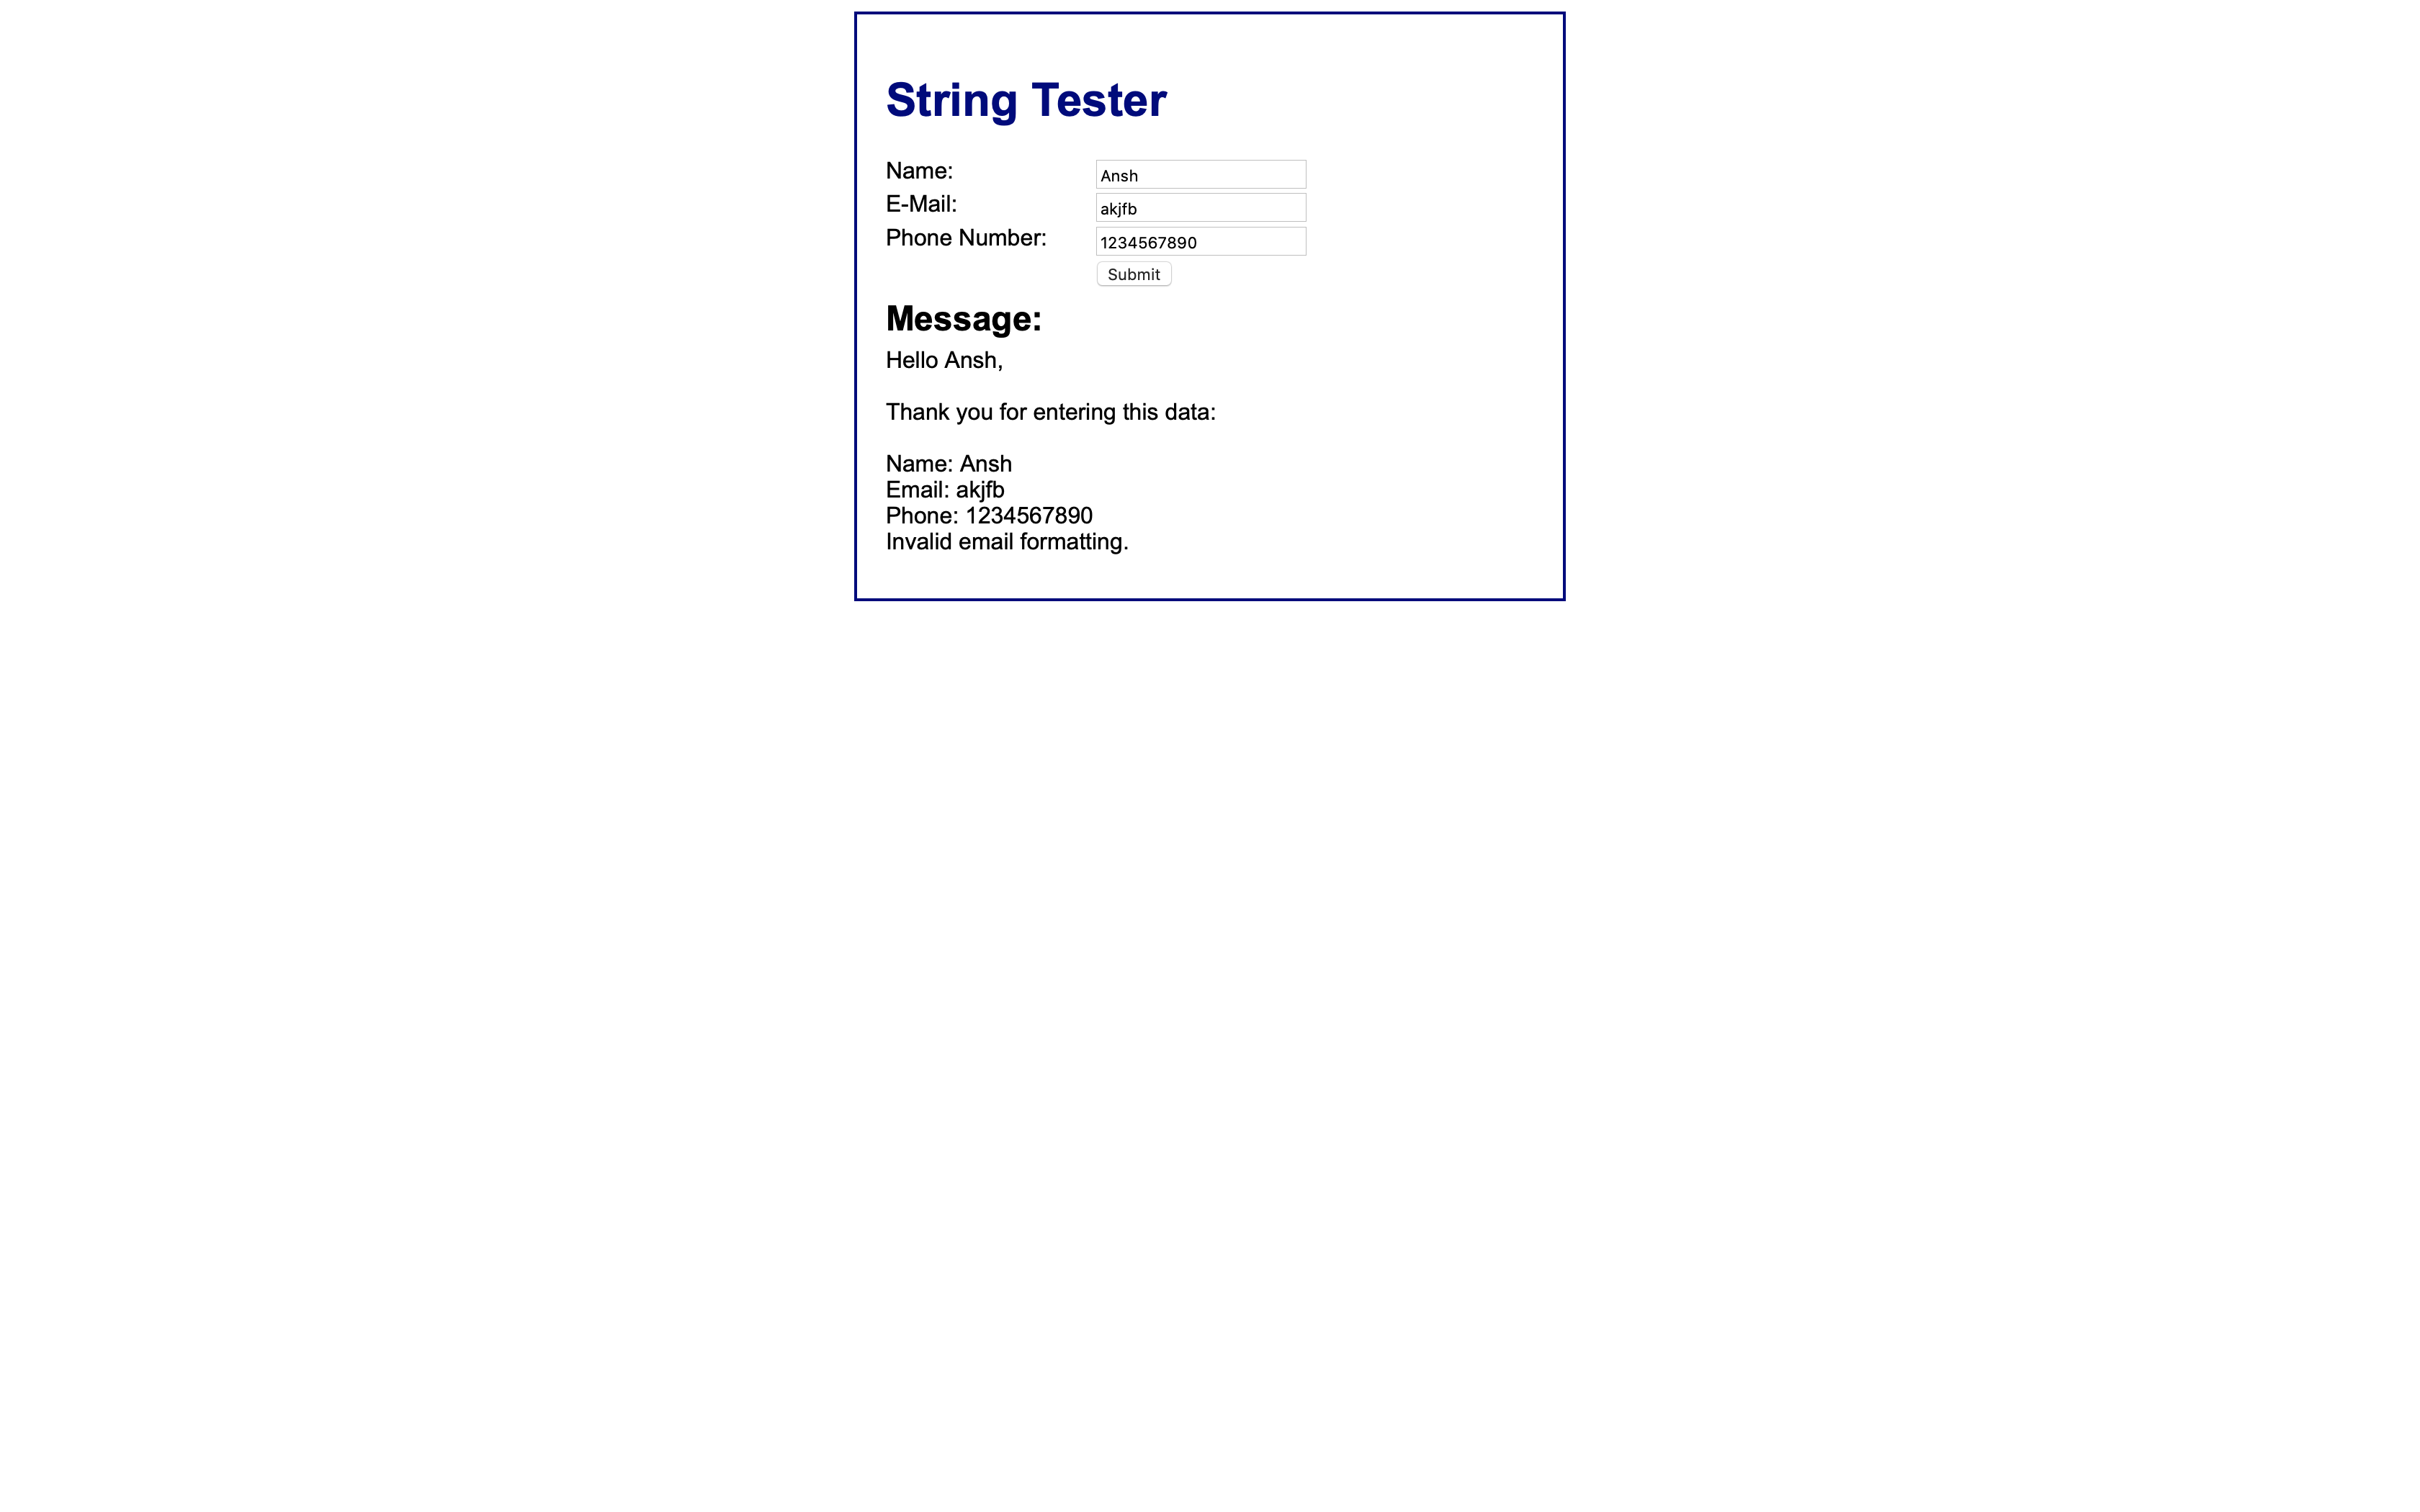 String Tester
Name: Ansh
E-Mail: akjfb
Phone Number: 1234567890
Submit
Message:
Hello Ansh,
Thank you for entering this data:
Name: Ansh
Email: akjfb
Phone: 1234567890
Invalid email formatting.